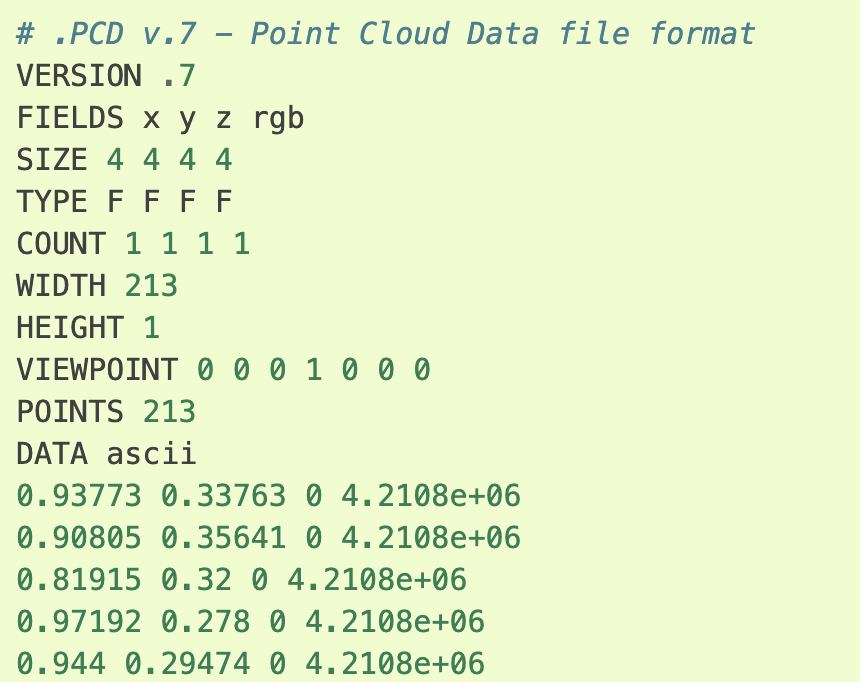 # .PCD v.7 – Point Cloud Data file format
VERSION .7
FIELDS x y z rgb
SIZE 4 4 4 4
TYPE F F F F
COUNT 1 1 1 1
WIDTH 213
HEIGHT 1
VIEWPOINT 0 0 0 1 0 0 0
POINTS 213
DATA ascii
0.93773 0.33763 0 4.2108e+06
0.90805 0.35641 0 4.2108e+06
0.81915 0.32 0 4.2108e+06
0.97192 0.278 0 4.2108e+06
0.944 0.29474 0 4.2108e+06